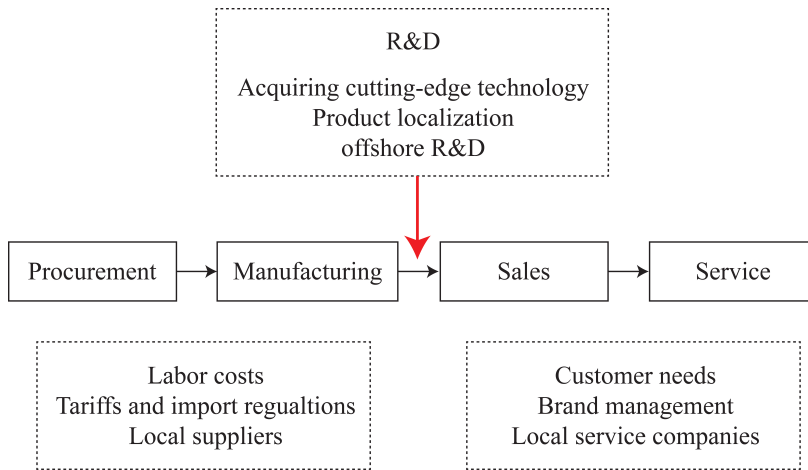 R&D
Acquiring cutting-edge technology
Product localization
offshore R&D
Procurement
Manufacturing
Sales
Service
Labor costs
Tariffs and import regualtions
Local suppliers
Customer needs
Brand management
Local service companies